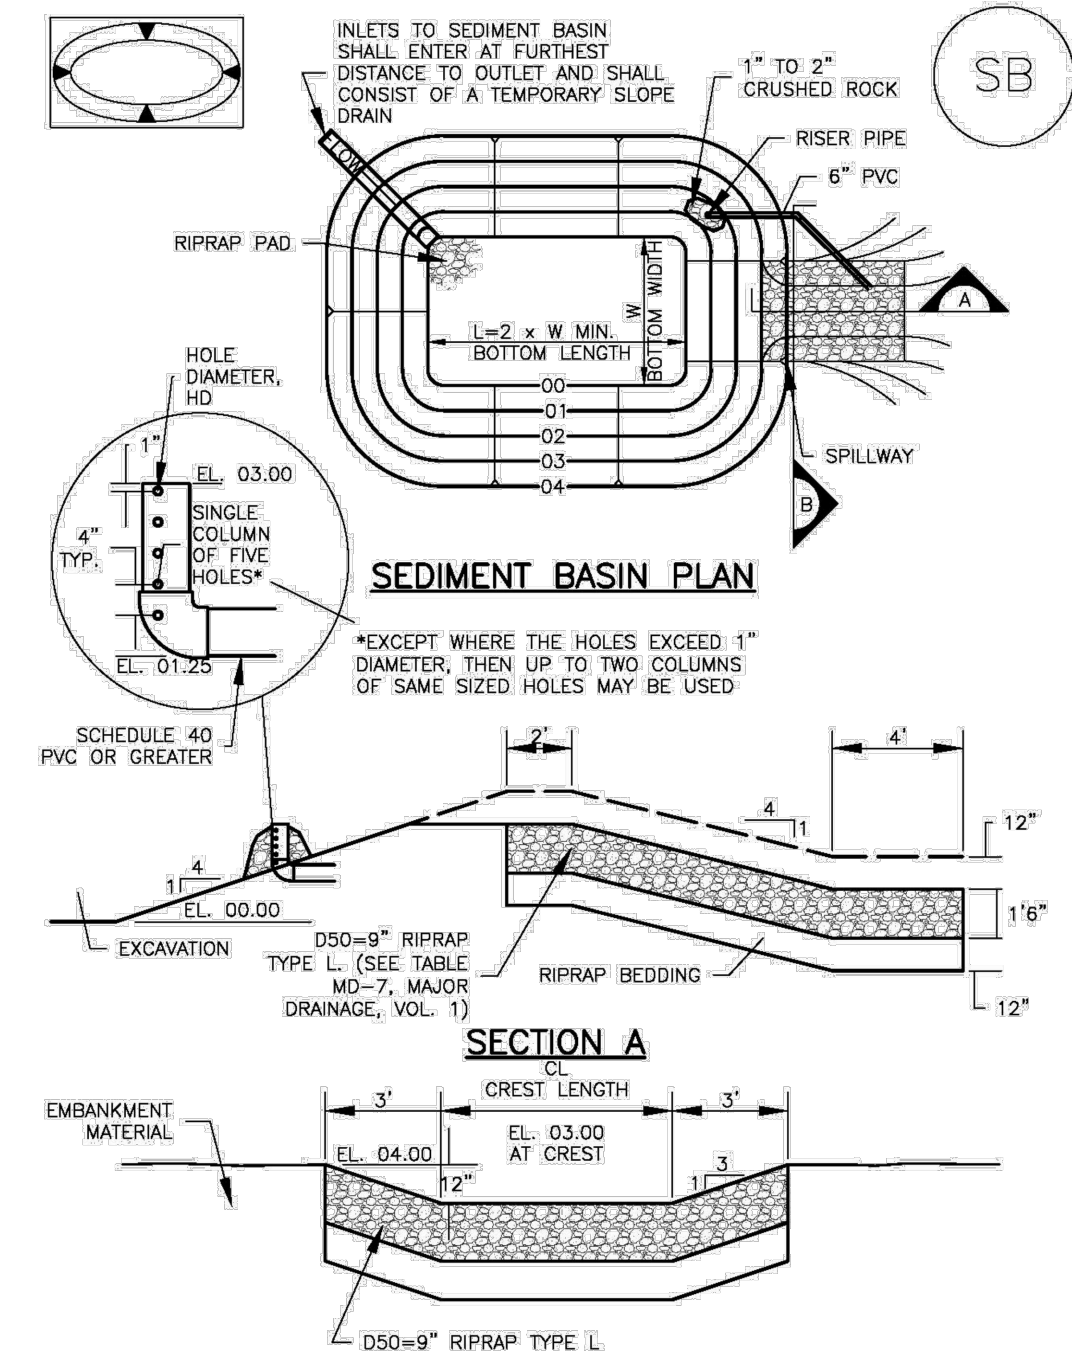 INLETS TO SEDIMENT BASIN
SHALL ENTER AT FURTHEST
DISTANCE TO OUTLET AND SHALL
CONSIST OF A TEMPORARY SLOPE
DRAIN
1" TO 2"
CRUSHED ROCK
SB
RISER PIPE
6" PVC
FLOW
RIPRAP PAD
W
BOTTOM WIDTH
A
L=2 x W MIN.
BOTTOM LENGTH
00
01
02
03
04
SPILLWAY
B
HOLE
DIAMETER,
HD
1"
EL. 03.00
4"
TYP.
SINGLE
COLUMN
OF FIVE
HOLES*
EL. 01.25
SEDIMENT BASIN PLAN
*EXCEPT WHERE THE HOLES EXCEED 1"
DIAMETER, THEN UP TO TWO COLUMNS
OF SAME SIZED HOLES MAY BE USED
SCHEDULE 40
PVC OR GREATER
2'
4'
4
1
12"
4
1
EL. 00.00
1'6"
EXCAVATION
D50=9" RIPRAP
TYPE L. (SEE TABLE
MD-7, MAJOR
DRAINAGE, VOL. 1)
RIPRAP BEDDING
12"
SECTION A
CL
CREST LENGTH
3'
3'
EMBANKMENT
MATERIAL
EL. 04.00
EL. 03.00
AT CREST
12"
3
1
D50=9" RIPRAP TYPE L